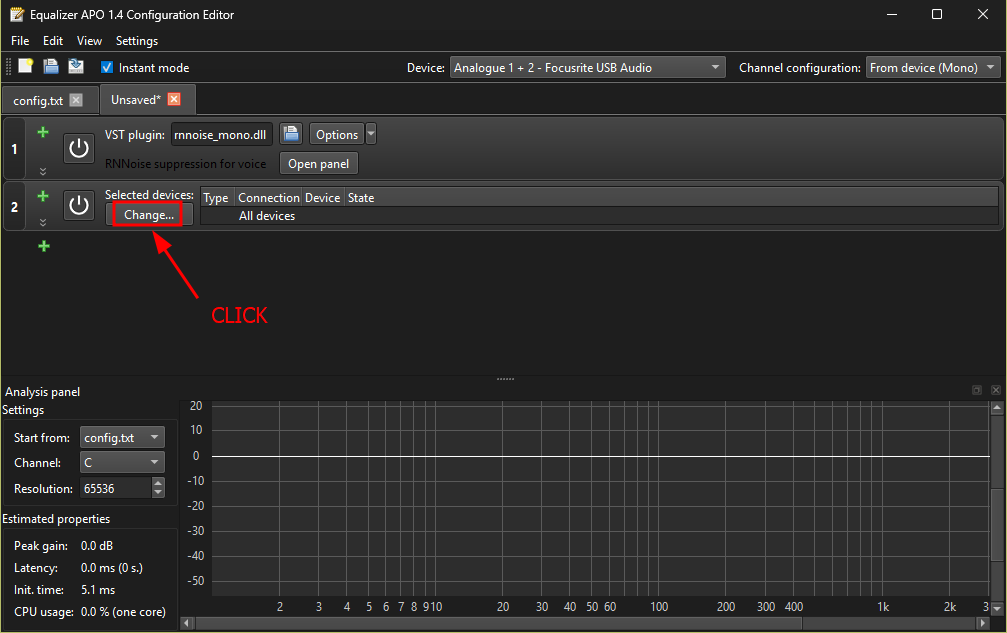 Equalizer APO 1.4 Configuration Editor
File Edit View Settings
Instant mode Device: Analogue 1 + 2 - Focusrite USB Audio Channel configuration: From device (Mono)
config.txt Unsaved*
1 VST plugin: rnnoise_mono.dll Options
RNNoise suppression for voice Open panel
2 Selected devices: Type Connection Device State
Change... All devices
CLICK
Analysis panel
Settings
Start from: config.txt
Channel: C
Resolution: 65536
Estimated properties
Peak gain: 0.0 dB
Latency: 0.0 ms (0 s.)
Init. time: 5.1 ms
CPU usage: 0.0 % (one core)
20
10
0
-10
-20
-30
-40
-50
2 3 4 5 6 7 8 9 10 20 30 40 50 60 100 200 300 400 1k 2k 3